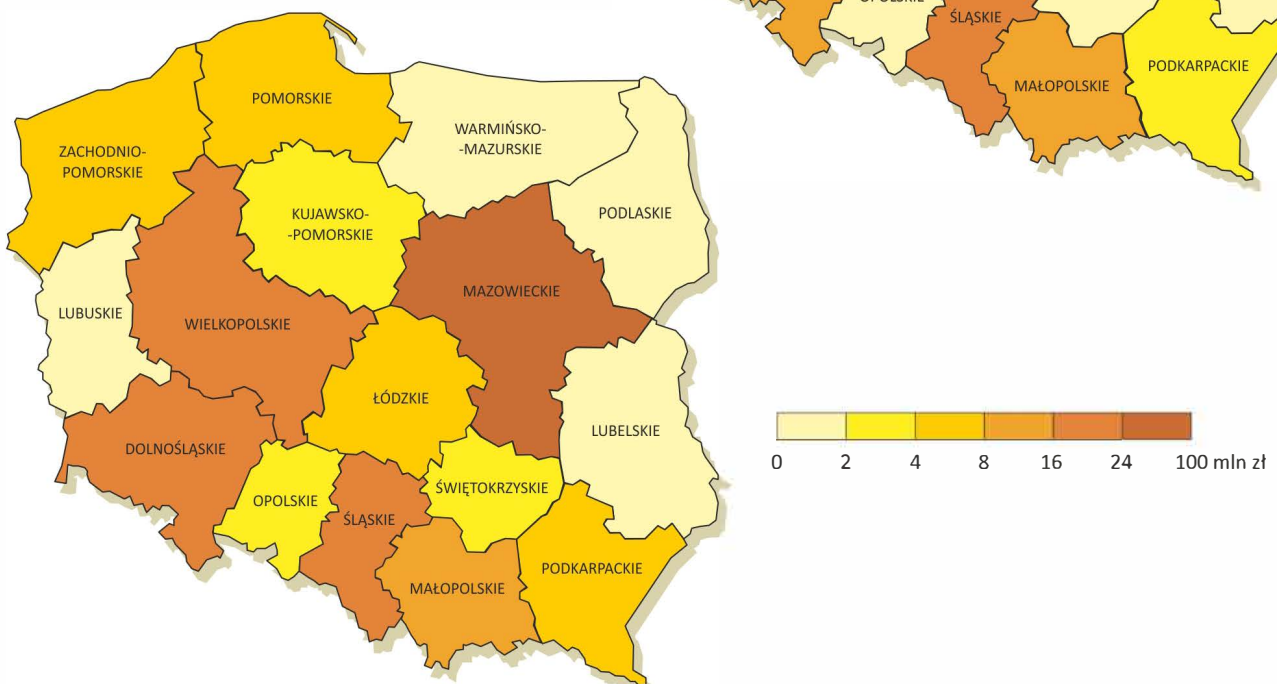 OPOLSKIE
ŚLĄSKIE
MAŁOPOLSKIE
PODKARPACKIE
POMORSKIE
ZACHODNIO-
POMORSKIE
WARMIŃSKO-
-MAZURSKIE
KUJAWSKO-
-POMORSKIE
PODLASKIE
LUBUSKIE
WIELKOPOLSKIE
MAZOWIECKIE
ŁÓDZKIE
DOLNOŚLĄSKIE
LUBELSKIE
OPOLSKIE
ŚLĄSKIE
ŚWIĘTOKRZYSKIE
MAŁOPOLSKIE
PODKARPACKIE
0 2 4 8 16 24 100 mln zł